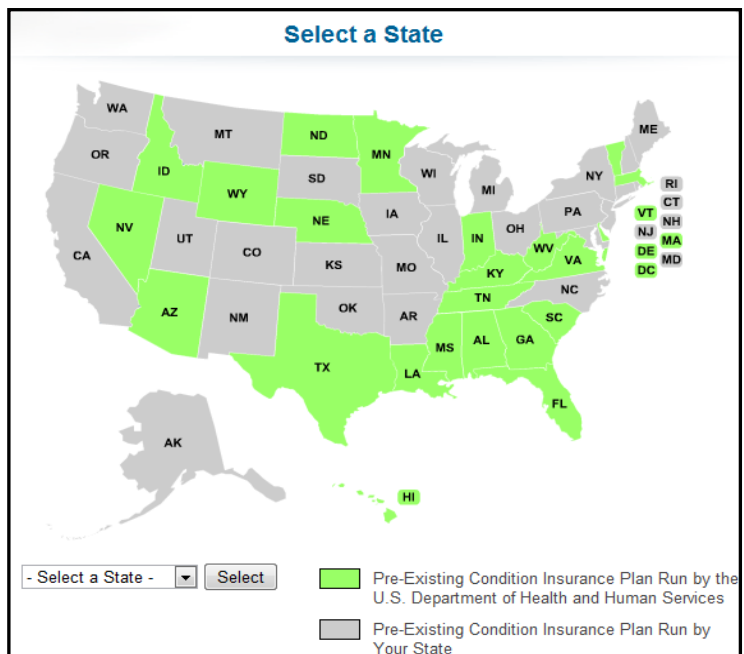 Select a State
WA
MT
ND
MN
ME
OR
ID
WY
SD
WI
MI
NY
RI
CT
VT
NH
NJ
MA
DE
MD
DC
NV
UT
CO
NE
IA
IL
IN
OH
PA
WV
VA
CA
KS
MO
KY
AZ
NM
OK
AR
TN
NC
SC
TX
LA
MS
AL
GA
FL
AK
HI
- Select a State -
Select
Pre-Existing Condition Insurance Plan Run by the
U.S. Department of Health and Human Services
Pre-Existing Condition Insurance Plan Run by
Your State